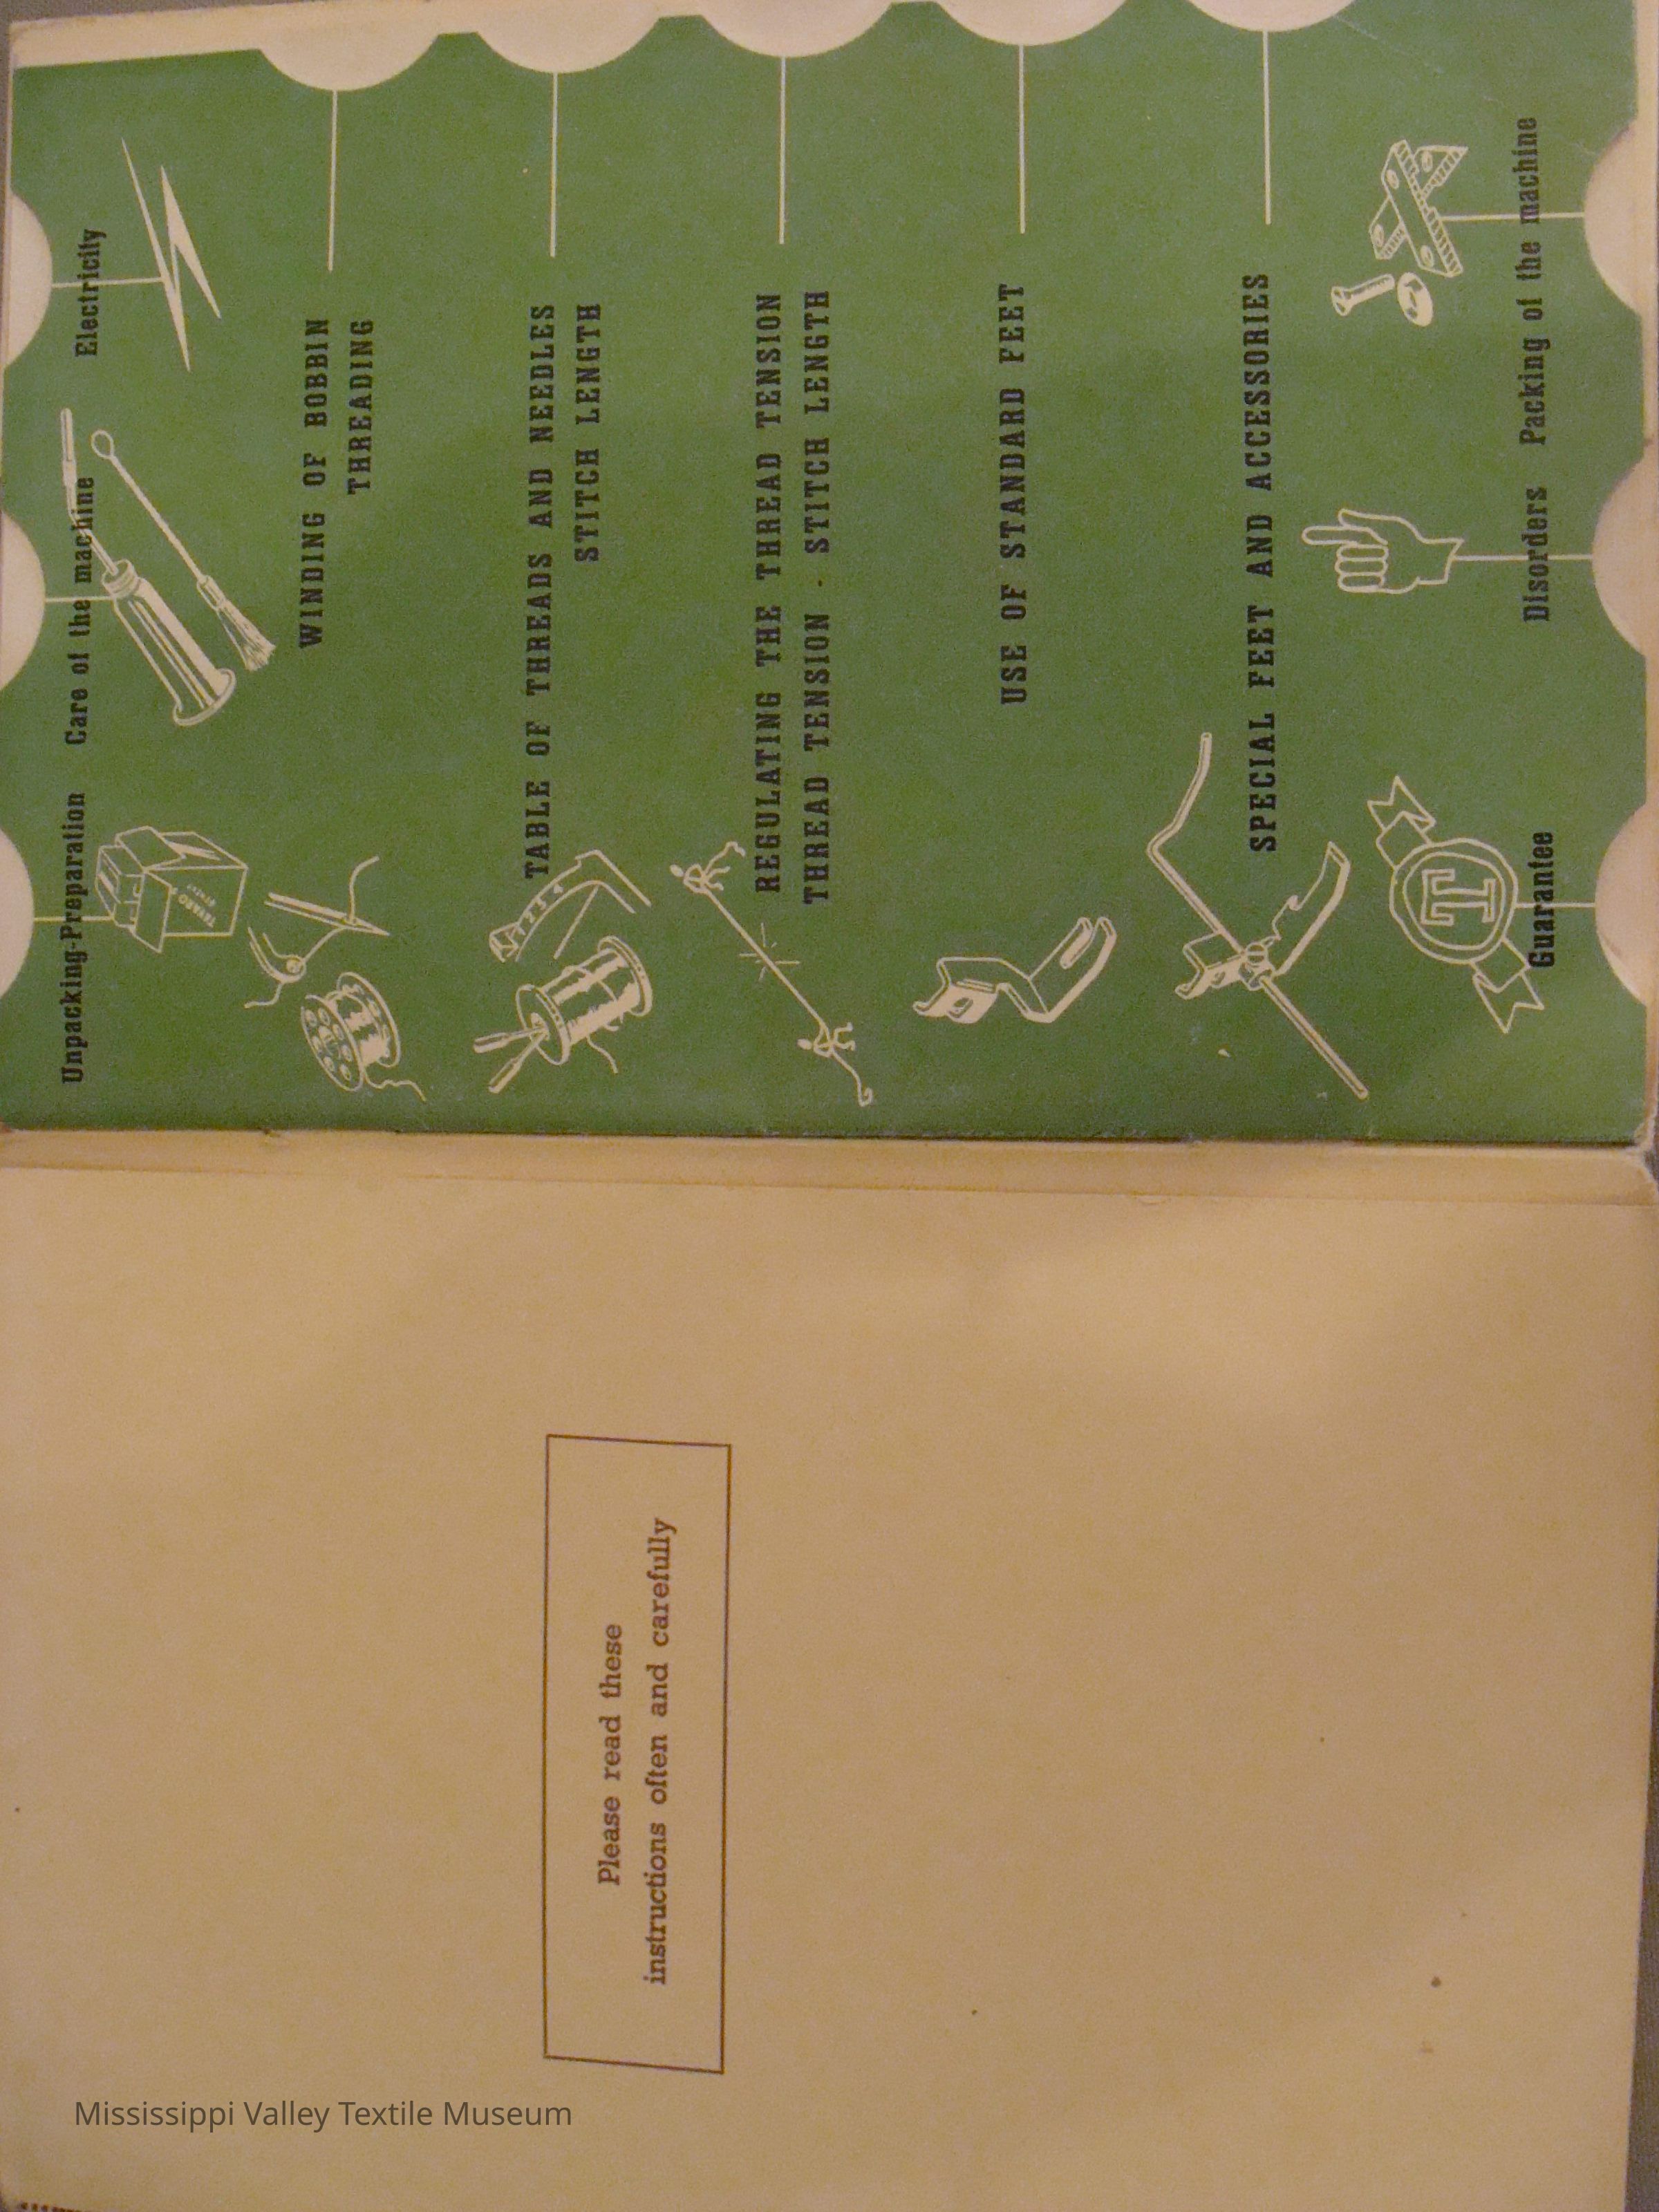 Please read these
instructions often and carefully
Unpacking-Preparation Care of the machine Electricity
WINDING OF BOBBIN
THREADING
TABLE OF THREADS AND NEEDLES
STITCH LENGTH
REGULATING THE THREAD TENSION
THREAD TENSION · STITCH LENGTH
USE OF STANDARD FEET
SPECIAL FEET AND ACCESSORIES
T
Guarantee Disorders Packing of the machine
TAVARO
Mississippi Valley Textile Museum